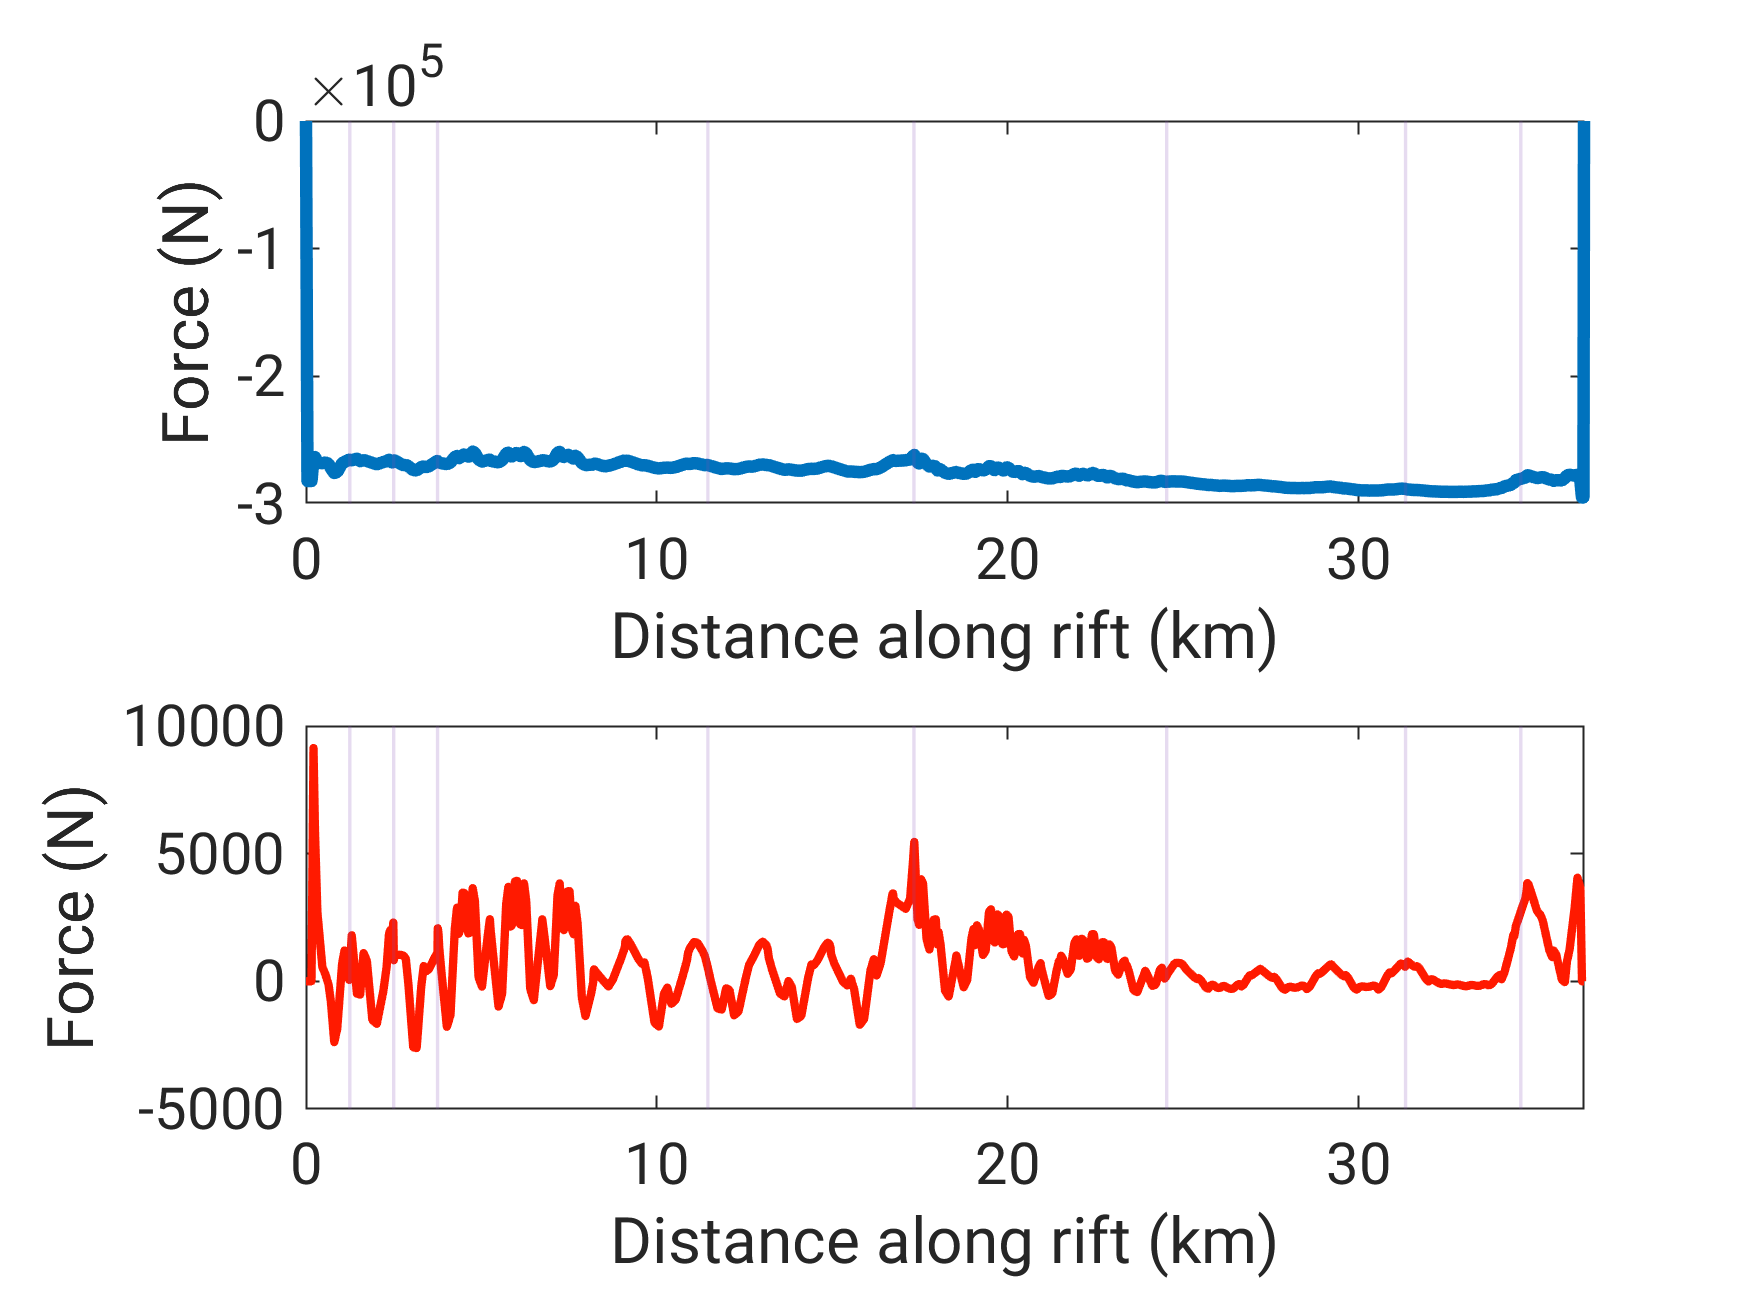 ×10^5
0
-1
-2
-3
Force (N)
0 10 20 30
Distance along rift (km)
10000
5000
0
-5000
Force (N)
0 10 20 30
Distance along rift (km)